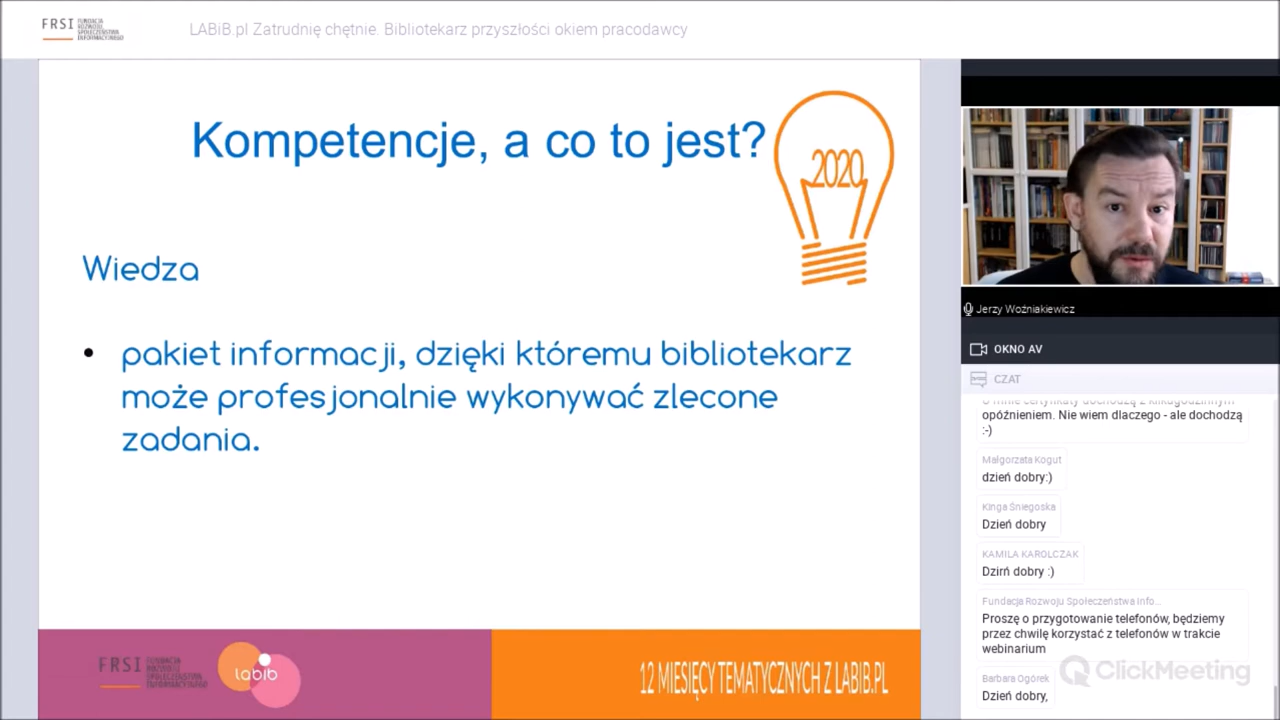 FRSI FUNDACJA
ROZWOJU
SPOŁECZEŃSTWA
INFORMACYJNEGO
LABiB.pl Zatrudnię chętnie. Bibliotekarz przyszłości okiem pracodawcy
Kompetencje, a co to jest?
2020
Wiedza
• pakiet informacji, dzięki któremu bibliotekarz
może profesjonalnie wykonywać zlecone
zadania.
FRSI FUNDACJA
ROZWOJU
SPOŁECZEŃSTWA
INFORMACYJNEGO
labib
12 MIESIĘCY TEMATYCZNYCH Z LABIB.PL
Jerzy Woźniakiewicz
OKNO AV
CZAT
U mnie certyfikaty dochodzą z kilkugodzinnym
opóźnieniem. Nie wiem dlaczego - ale dochodzą
:-)
Małgorzata Kogut
dzień dobry:)
Kinga Śniegoska
Dzień dobry
KAMILA KAROLCZAK
Dzirń dobry :)
Fundacja Rozwoju Społeczeństwa Info...
Proszę o przygotowanie telefonów, będziemy
przez chwilę korzystać z telefonów w trakcie
webinarium
ClickMeeting
Barbara Ogórek
Dzień dobry,